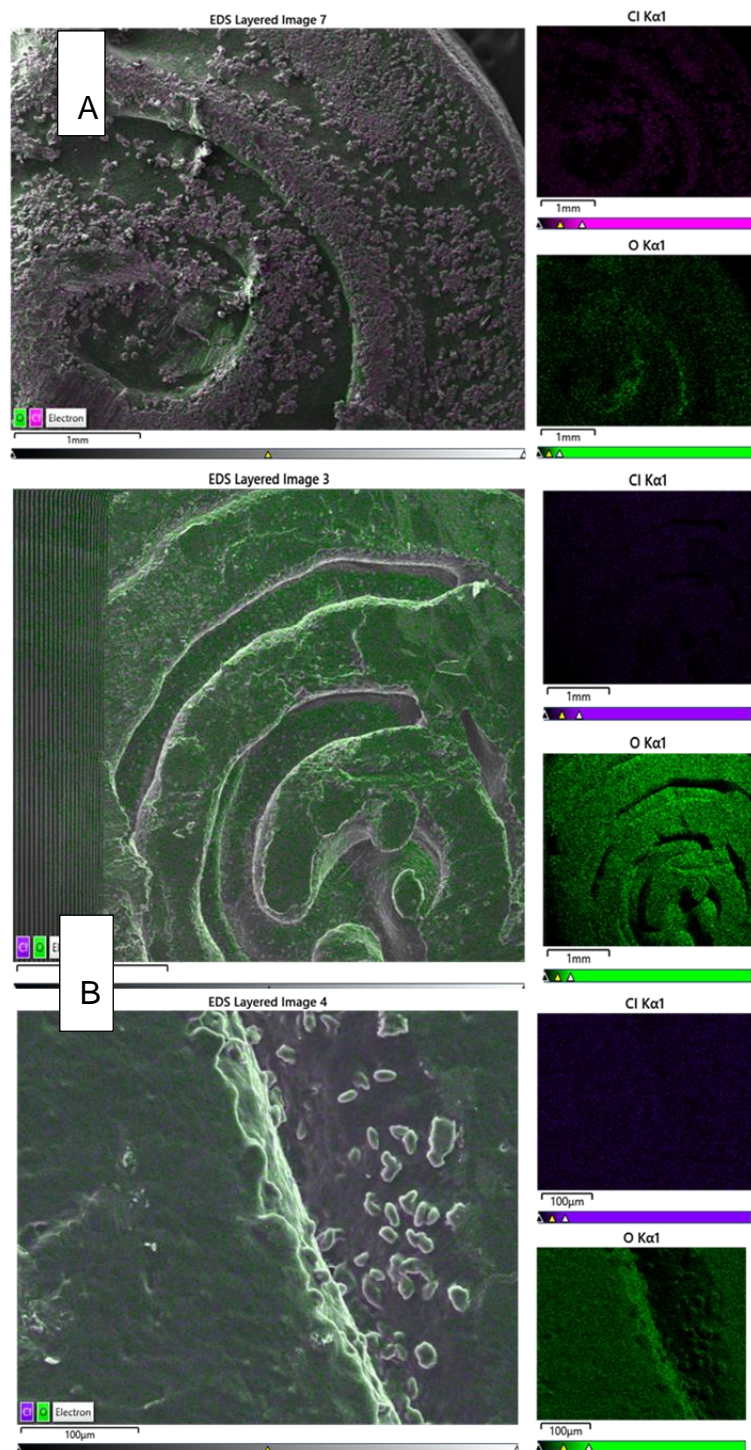 EDS Layered Image 7
A
O Cl Electron
1mm
Cl Kα1
1mm
O Kα1
1mm
EDS Layered Image 3
Cl O El
Cl Kα1
1mm
O Kα1
1mm
B
EDS Layered Image 4
Cl O Electron
100µm
Cl Kα1
100µm
O Kα1
100µm